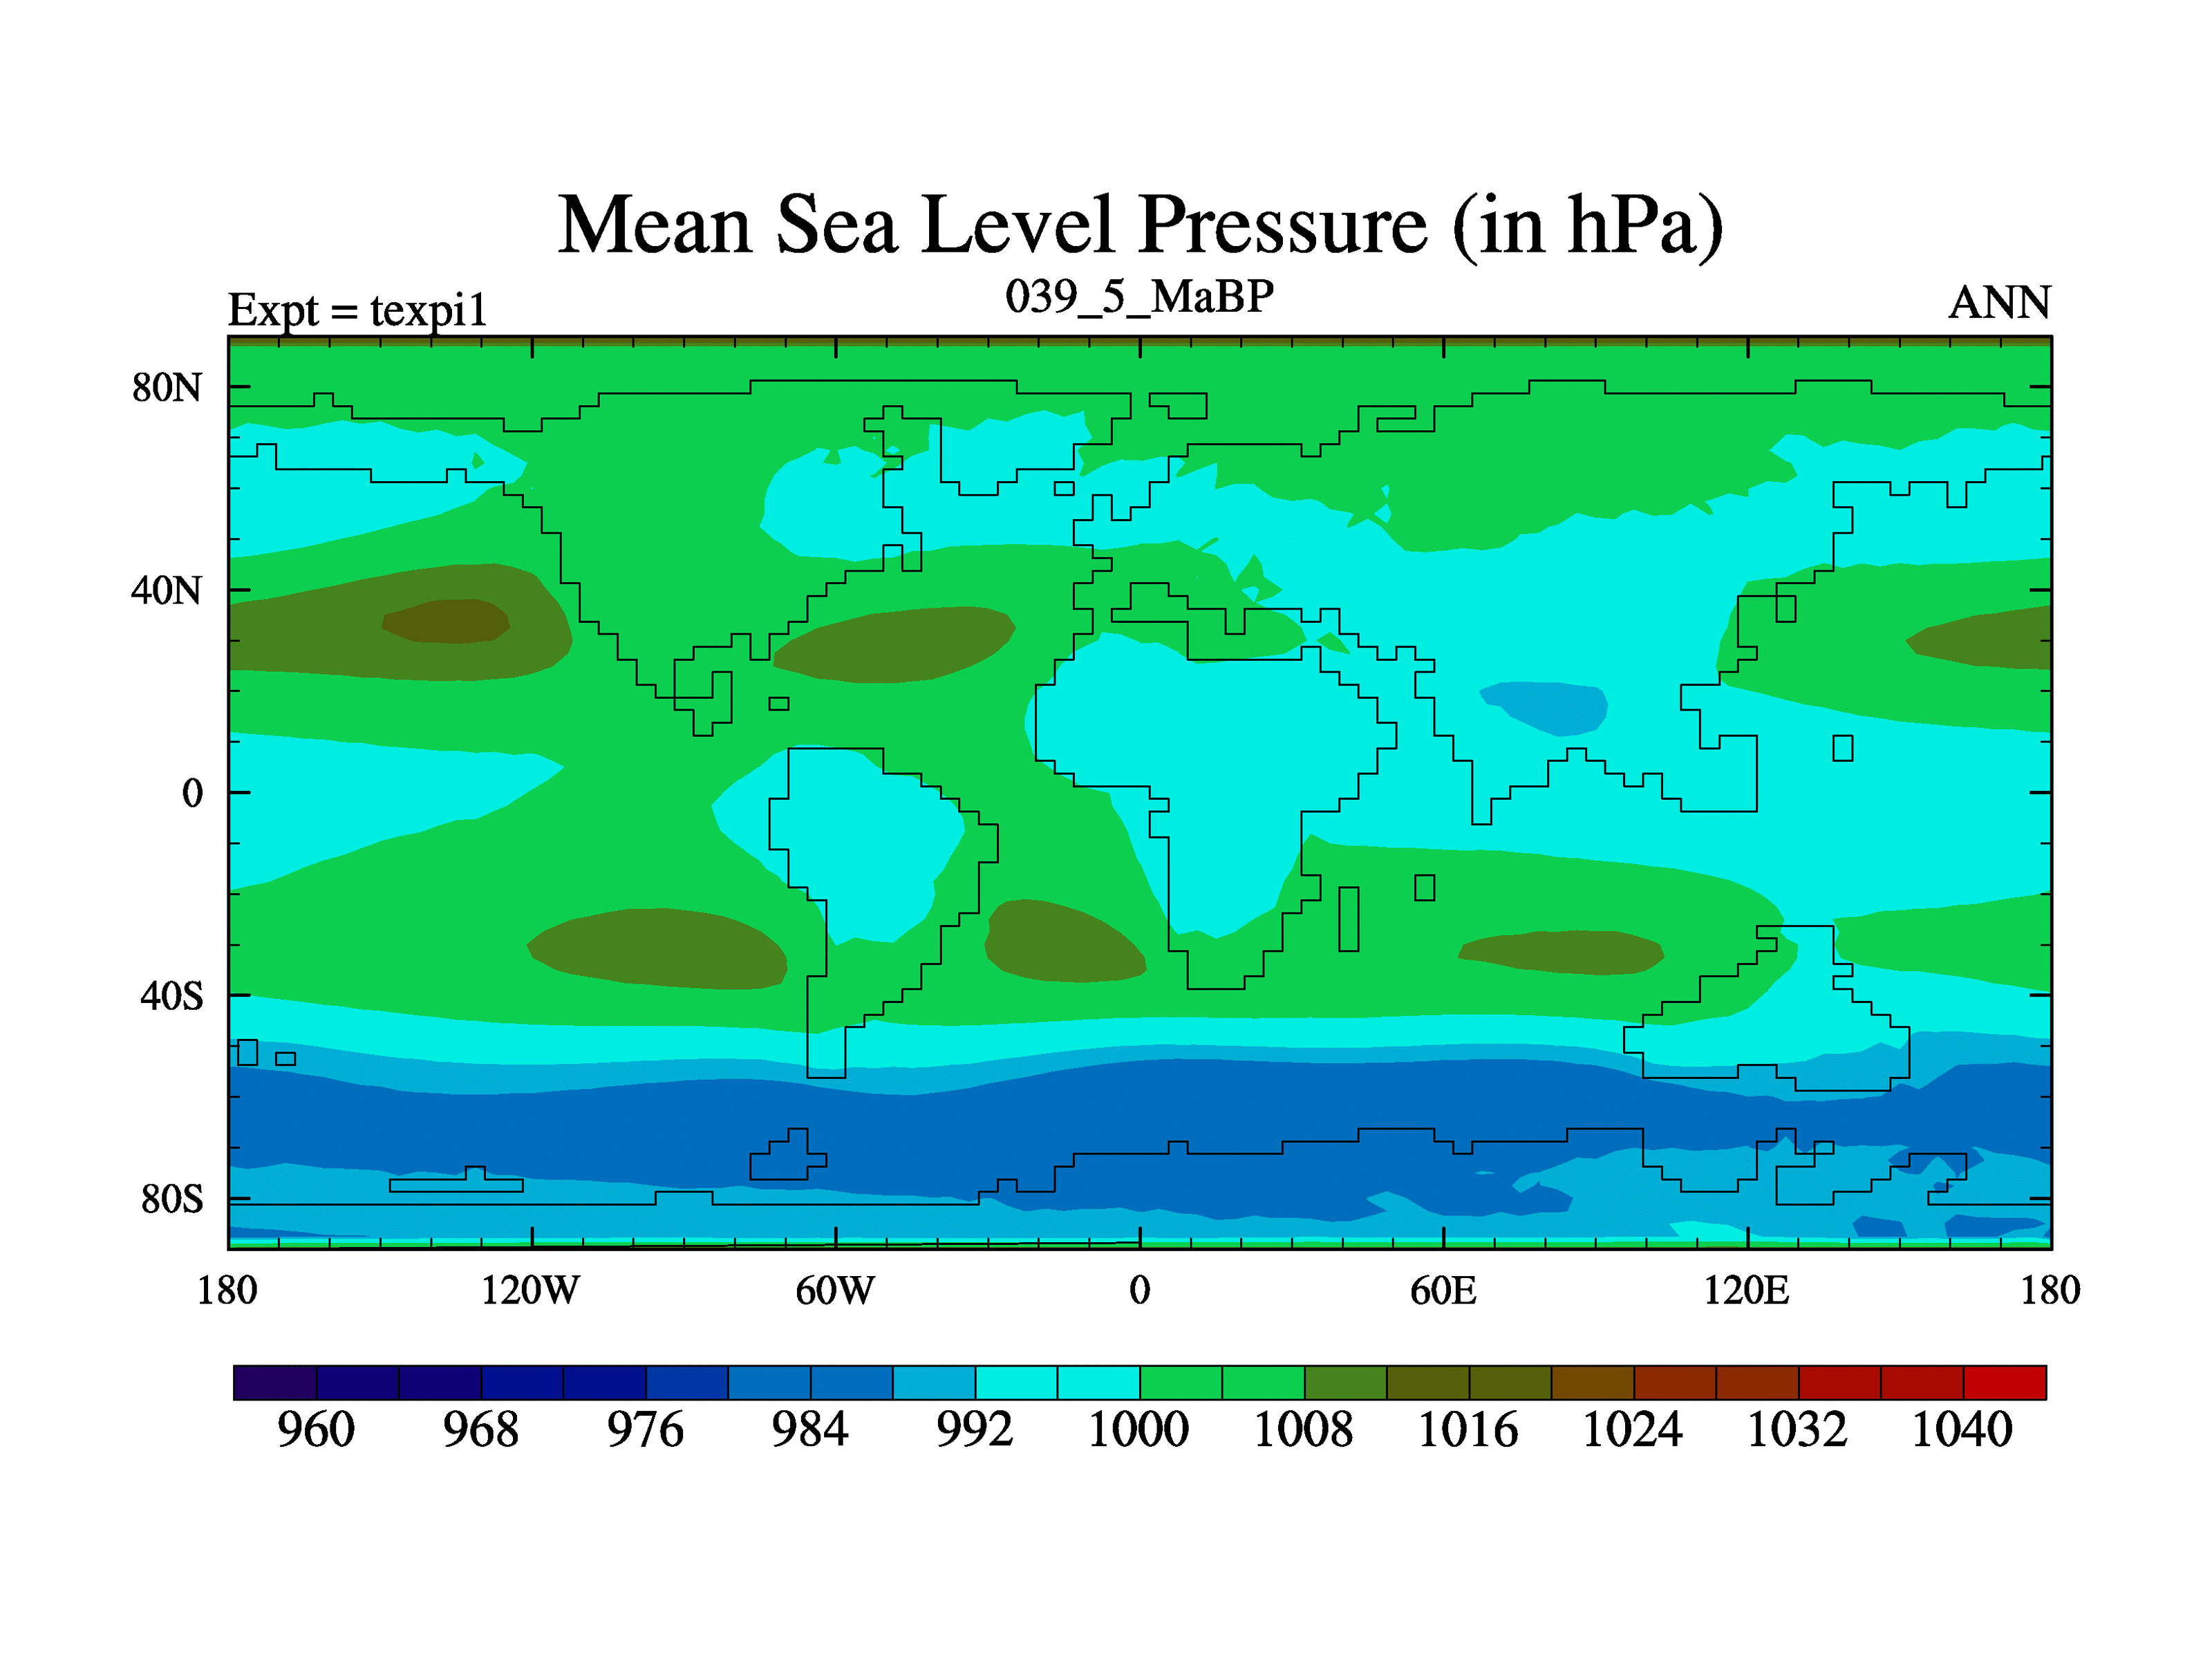 Mean Sea Level Pressure (in hPa)
039_5_MaBP
Expt = texpi1 ANN
80N
40N
0
40S
80S
180 120W 60W 0 60E 120E 180
960 968 976 984 992 1000 1008 1016 1024 1032 1040